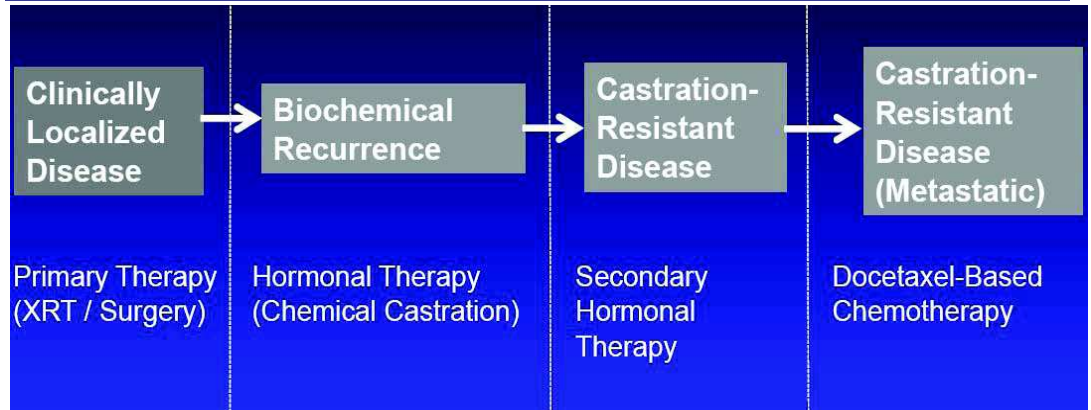 Clinically
Localized
Disease
Biochemical
Recurrence
Castration-
Resistant
Disease
Castration-
Resistant
Disease
(Metastatic)
Primary Therapy
(XRT / Surgery)
Hormonal Therapy
(Chemical Castration)
Secondary
Hormonal
Therapy
Docetaxel-Based
Chemotherapy